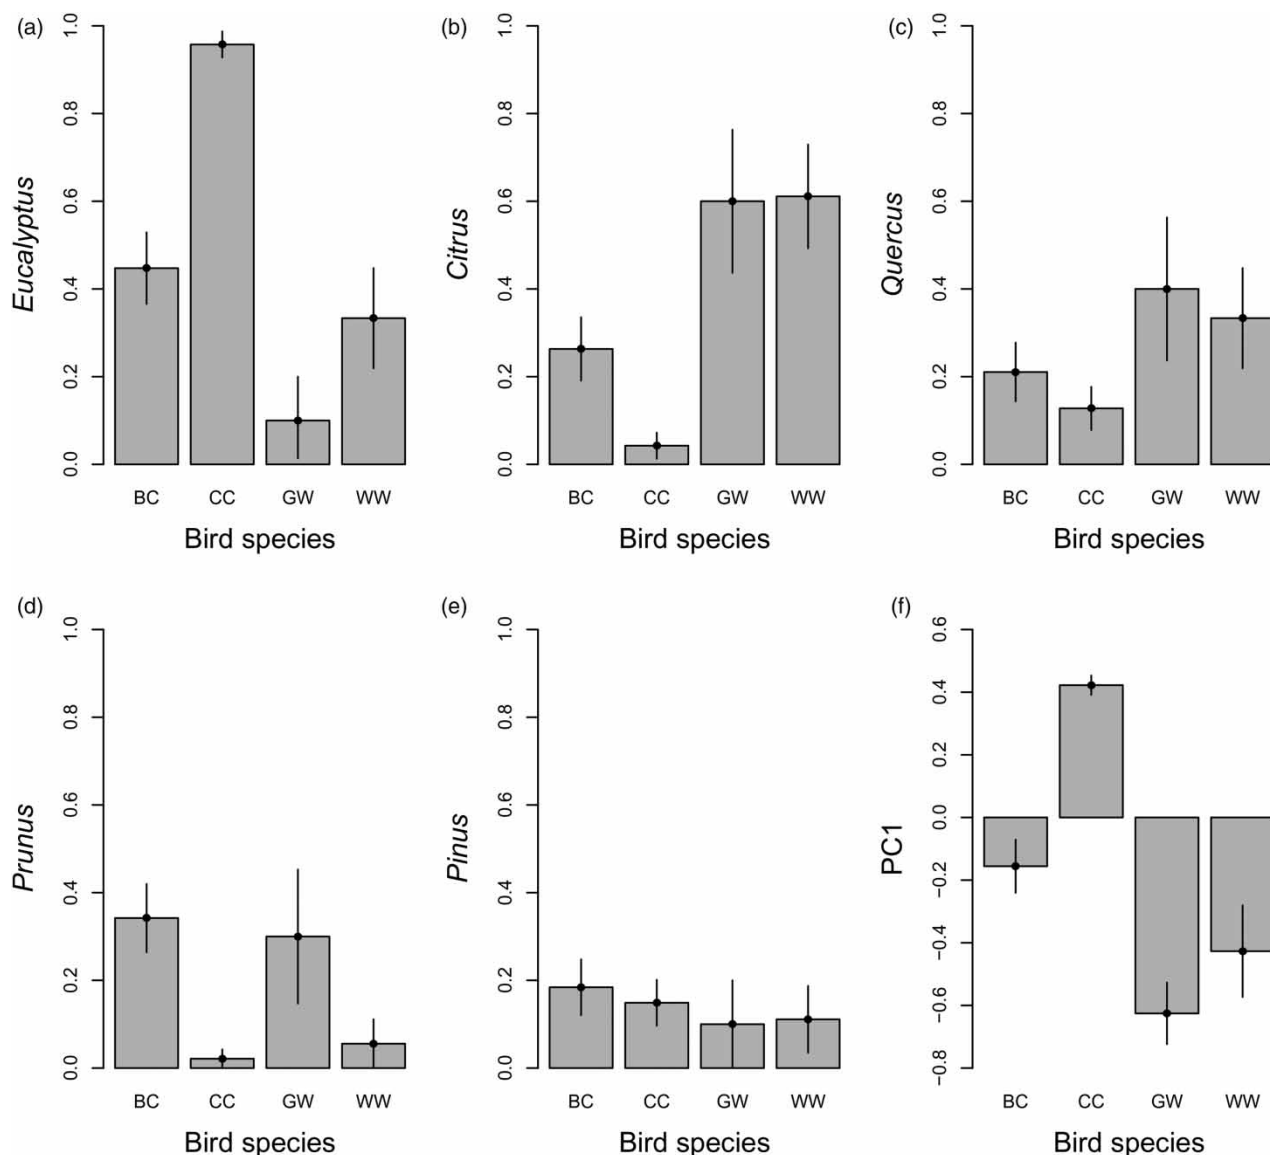 (a)
Eucalyptus
0.0 0.2 0.4 0.6 0.8 1.0
BC CC GW WW
Bird species
(b)
Citrus
0.0 0.2 0.4 0.6 0.8 1.0
BC CC GW WW
Bird species
(c)
Quercus
0.0 0.2 0.4 0.6 0.8 1.0
BC CC GW WW
Bird species
(d)
Prunus
0.0 0.2 0.4 0.6 0.8 1.0
BC CC GW WW
Bird species
(e)
Pinus
0.0 0.2 0.4 0.6 0.8 1.0
BC CC GW WW
Bird species
(f)
PC1
−0.8 −0.6 −0.4 −0.2 0.0 0.2 0.4 0.6
BC CC GW WW
Bird species